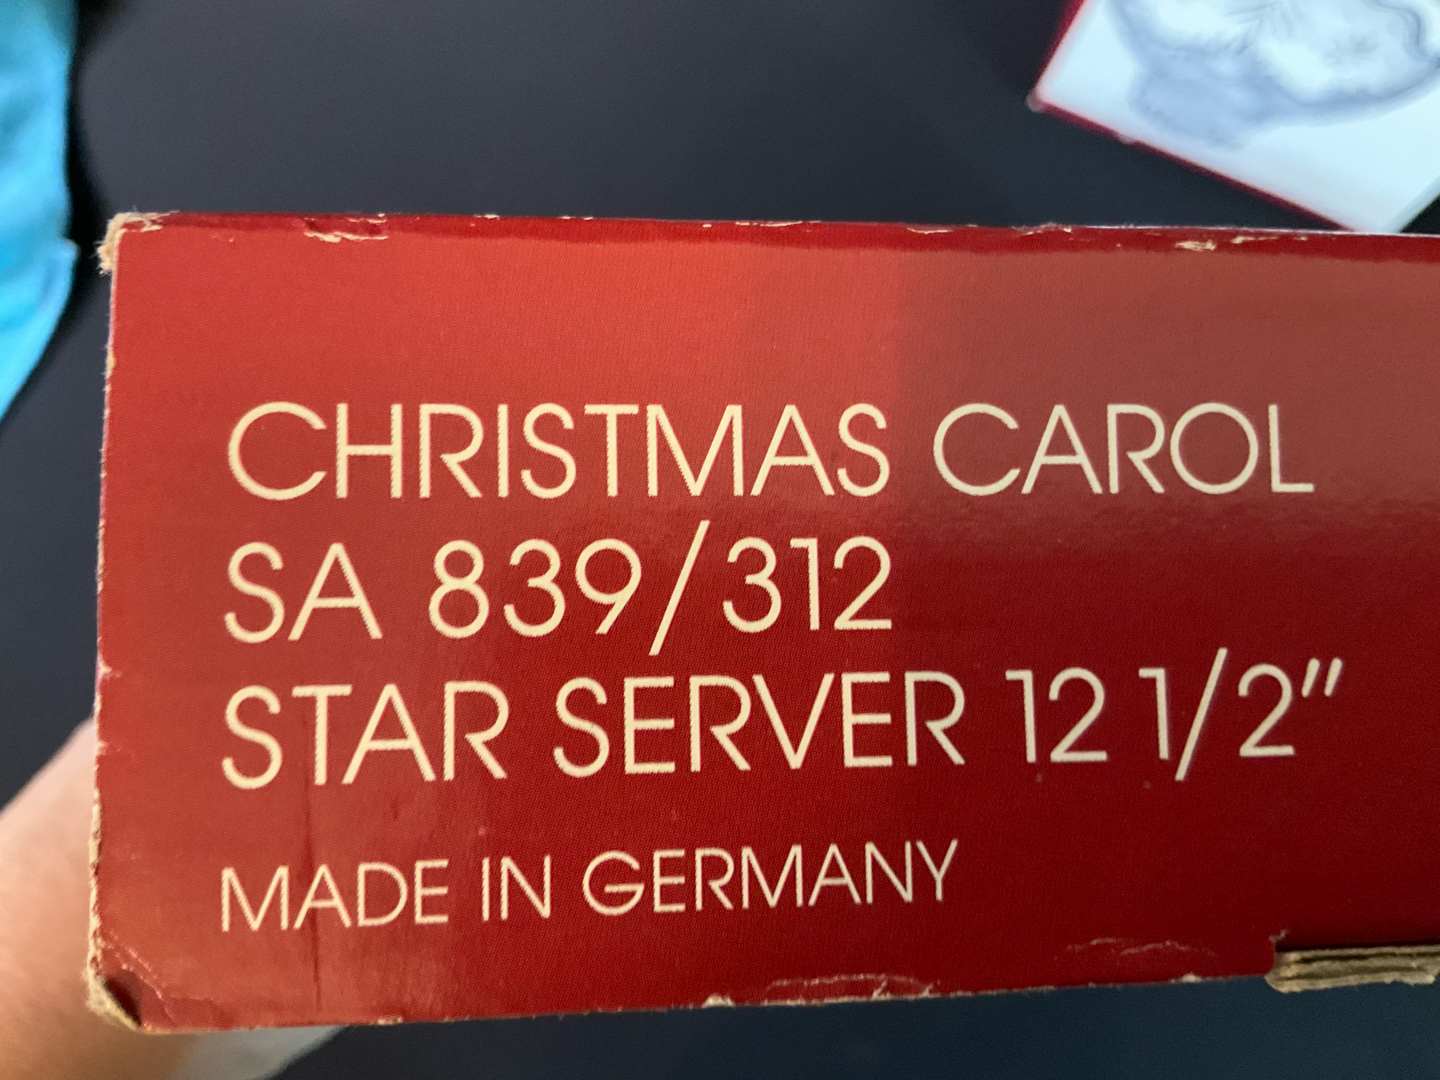 CHRISTMAS CAROL
SA 839/312
STAR SERVER 12 1/2"
MADE IN GERMANY